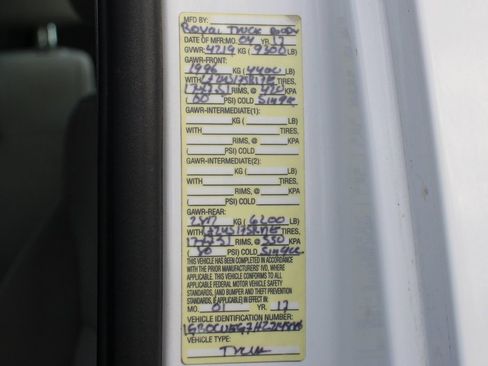 MFD BY:
ROYAL TRUCK BODY
DATE OF MFR:MO. 04 YR. 17
GVWR: 4219 KG ( 9300 LB)
GAWR-FRONT:
1996 KG ( 4400 LB)
WITH TIRES,
RIMS, @ KPA
( PSI) COLD Single
GAWR-INTERMEDIATE(1):
KG ( LB)
WITH TIRES,
RIMS, @ KPA
( PSI) COLD
GAWR-INTERMEDIATE(2):
KG ( LB)
WITH TIRES,
RIMS, @ KPA
( PSI) COLD
GAWR-REAR:
KG ( 6200 LB)
WITH TIRES,
RIMS, @ 550 KPA
( 80 PSI) COLD Single
THIS VEHICLE HAS BEEN COMPLETED IN ACCORDANCE
WITH THE PRIOR MANUFACTURERS' IVD, WHERE
APPLICABLE. THIS VEHICLE CONFORMS TO ALL
APPLICABLE FEDERAL MOTOR VEHICLE SAFETY
STANDARDS, (AND BUMPER AND THEFT PREVENTION
STANDARDS, IF APPLICABLE) IN EFFECT IN:
MO. 01 YR. 17
VEHICLE IDENTIFICATION NUMBER:
VEHICLE TYPE:
Truck